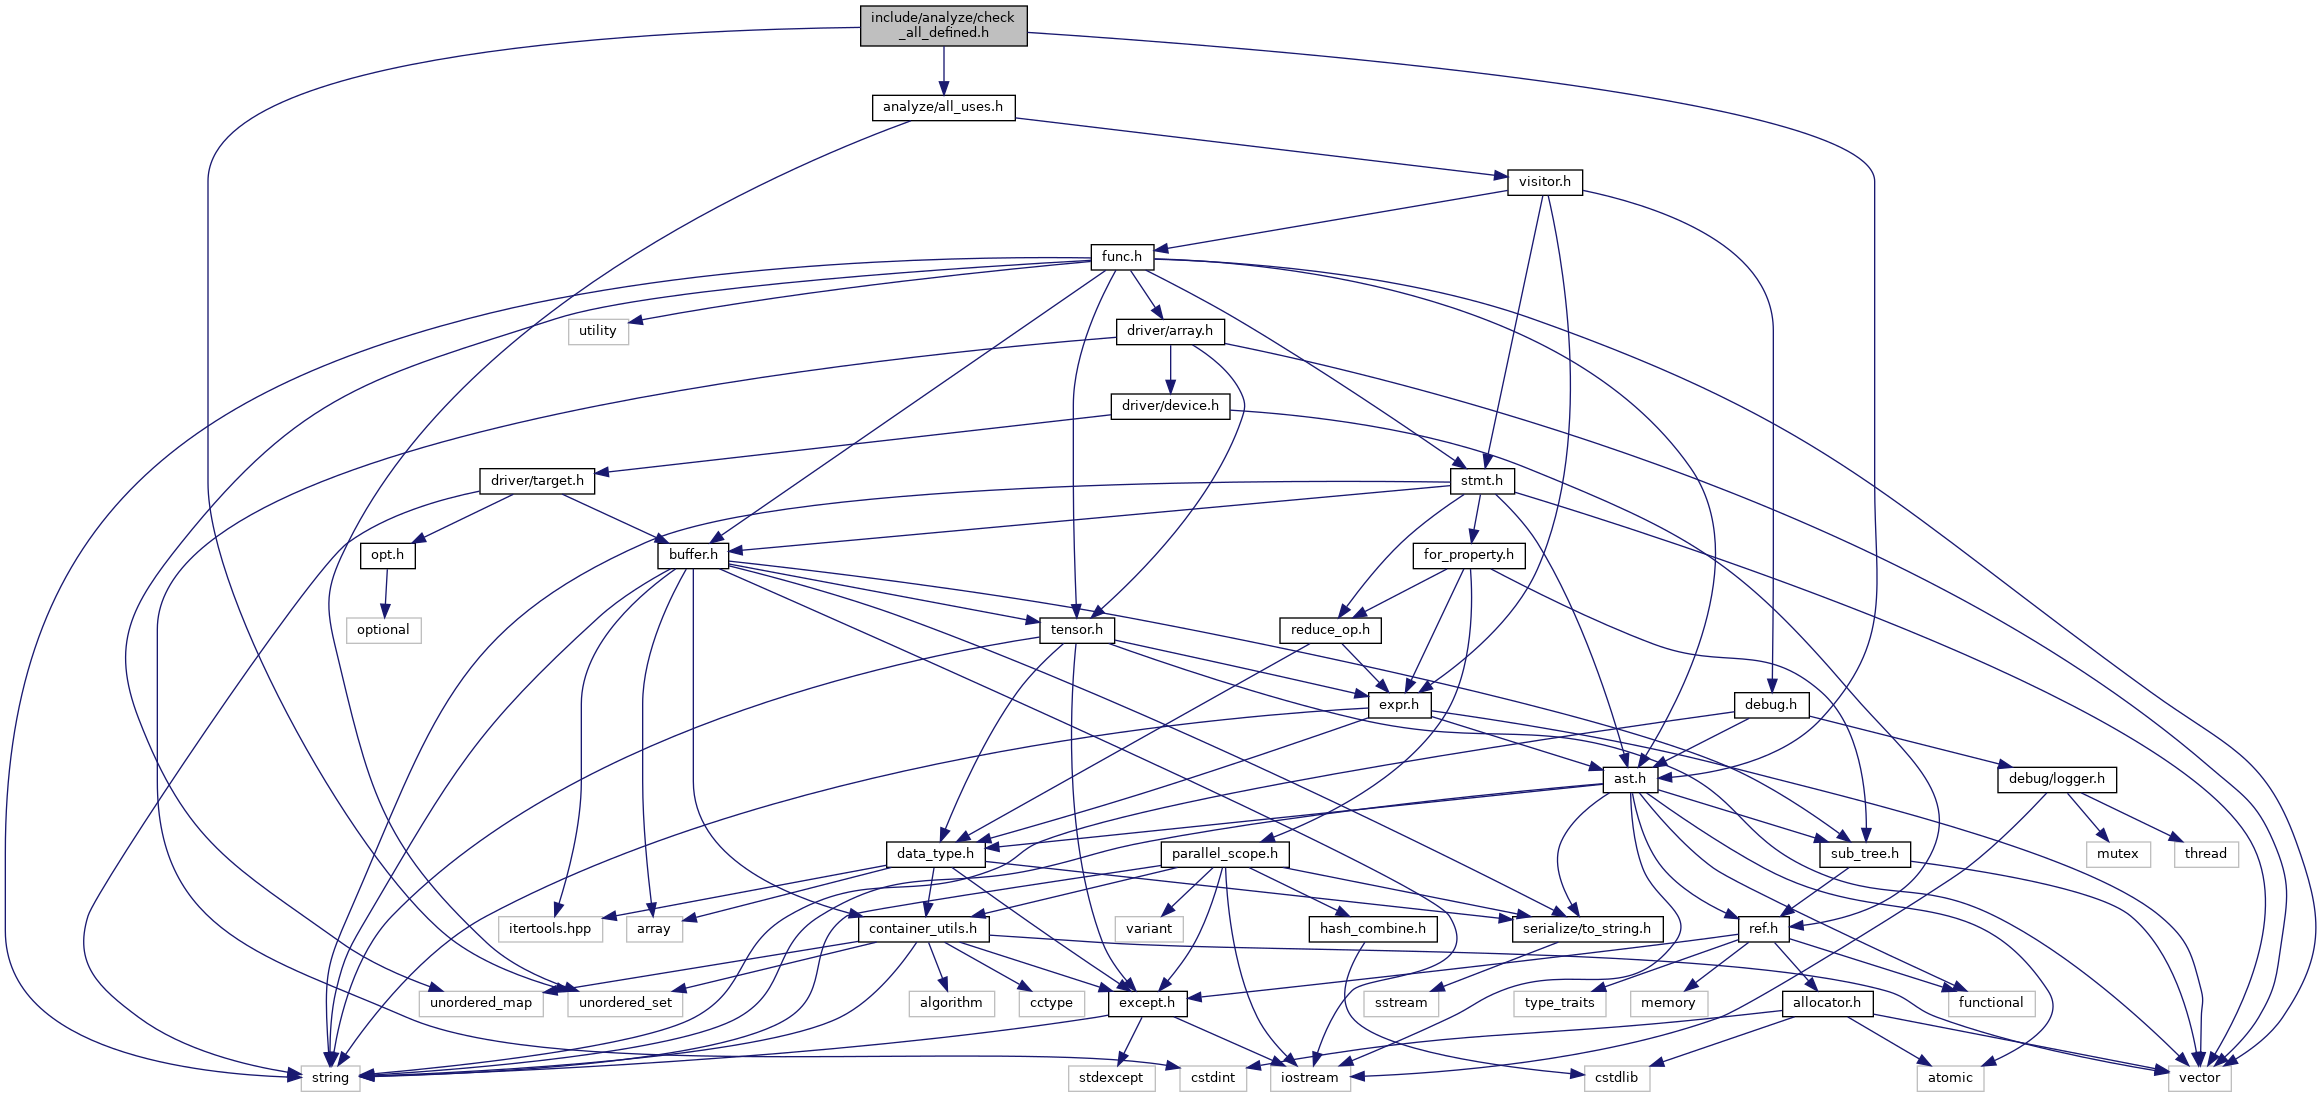 include/analyze/check
_all_defined.h
analyze/all_uses.h
visitor.h
func.h
utility
driver/array.h
driver/device.h
driver/target.h
stmt.h
opt.h
buffer.h
for_property.h
optional
tensor.h
reduce_op.h
expr.h
debug.h
ast.h
debug/logger.h
data_type.h
parallel_scope.h
sub_tree.h
mutex
thread
itertools.hpp
array
container_utils.h
variant
hash_combine.h
serialize/to_string.h
ref.h
unordered_map
unordered_set
algorithm
cctype
except.h
sstream
type_traits
memory
allocator.h
functional
string
stdexcept
cstdint
iostream
cstdlib
atomic
vector